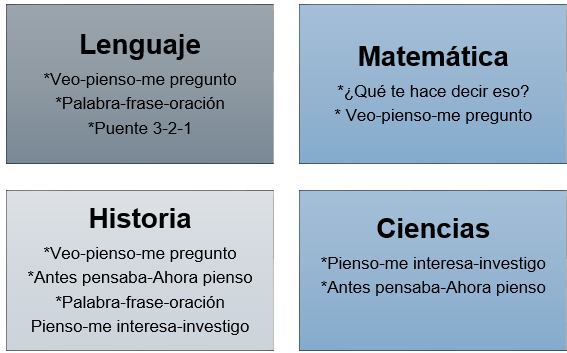 Lenguaje
*Veo-pienso-me pregunto
*Palabra-frase-oración
*Puente 3-2-1
Matemática
*¿Qué te hace decir eso?
* Veo-pienso-me pregunto
Historia
*Veo-pienso-me pregunto
*Antes pensaba-Ahora pienso
*Palabra-frase-oración
Pienso-me interesa-investigo
Ciencias
*Pienso-me interesa-investigo
*Antes pensaba-Ahora pienso